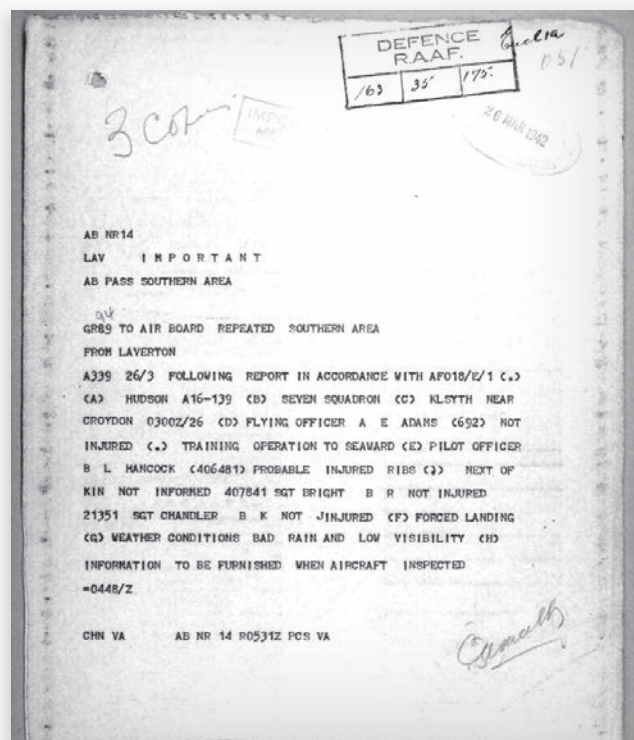 DEFENCE
R.A.A.F.
163 35 175.
051
3
26 MAR 1942
AB NR14
LAV I M P O R T A N T
AB PASS SOUTHERN AREA
94
GR89 TO AIR BOARD REPEATED SOUTHERN AREA
FROM LAVERTON
A339 26/3 FOLLOWING REPORT IN ACCORDANCE WITH AFO18/E/1 (.)
(A) HUDSON A16-139 (B) SEVEN SQUADRON (C) KLSYTH NEAR
CROYDON 0300Z/26 (D) FLYING OFFICER A E ADAMS (692) NOT
INJURED (.) TRAINING OPERATION TO SEAWARD (E) PILOT OFFICER
B L HANCOCK (406481) PROBABLE INJURED RIBS (.) NEXT OF
KIN NOT INFORMED 407841 SGT BRIGHT B R NOT INJURED
21351 SGT CHANDLER B K NOT JINJURED (F) FORCED LANDING
(G) WEATHER CONDITIONS BAD RAIN AND LOW VISIBILITY (H)
INFORMATION TO BE FURNISHED WHEN AIRCRAFT INSPECTED
=0448/Z
CHN VA AB NR 14 R0531Z PCS VA